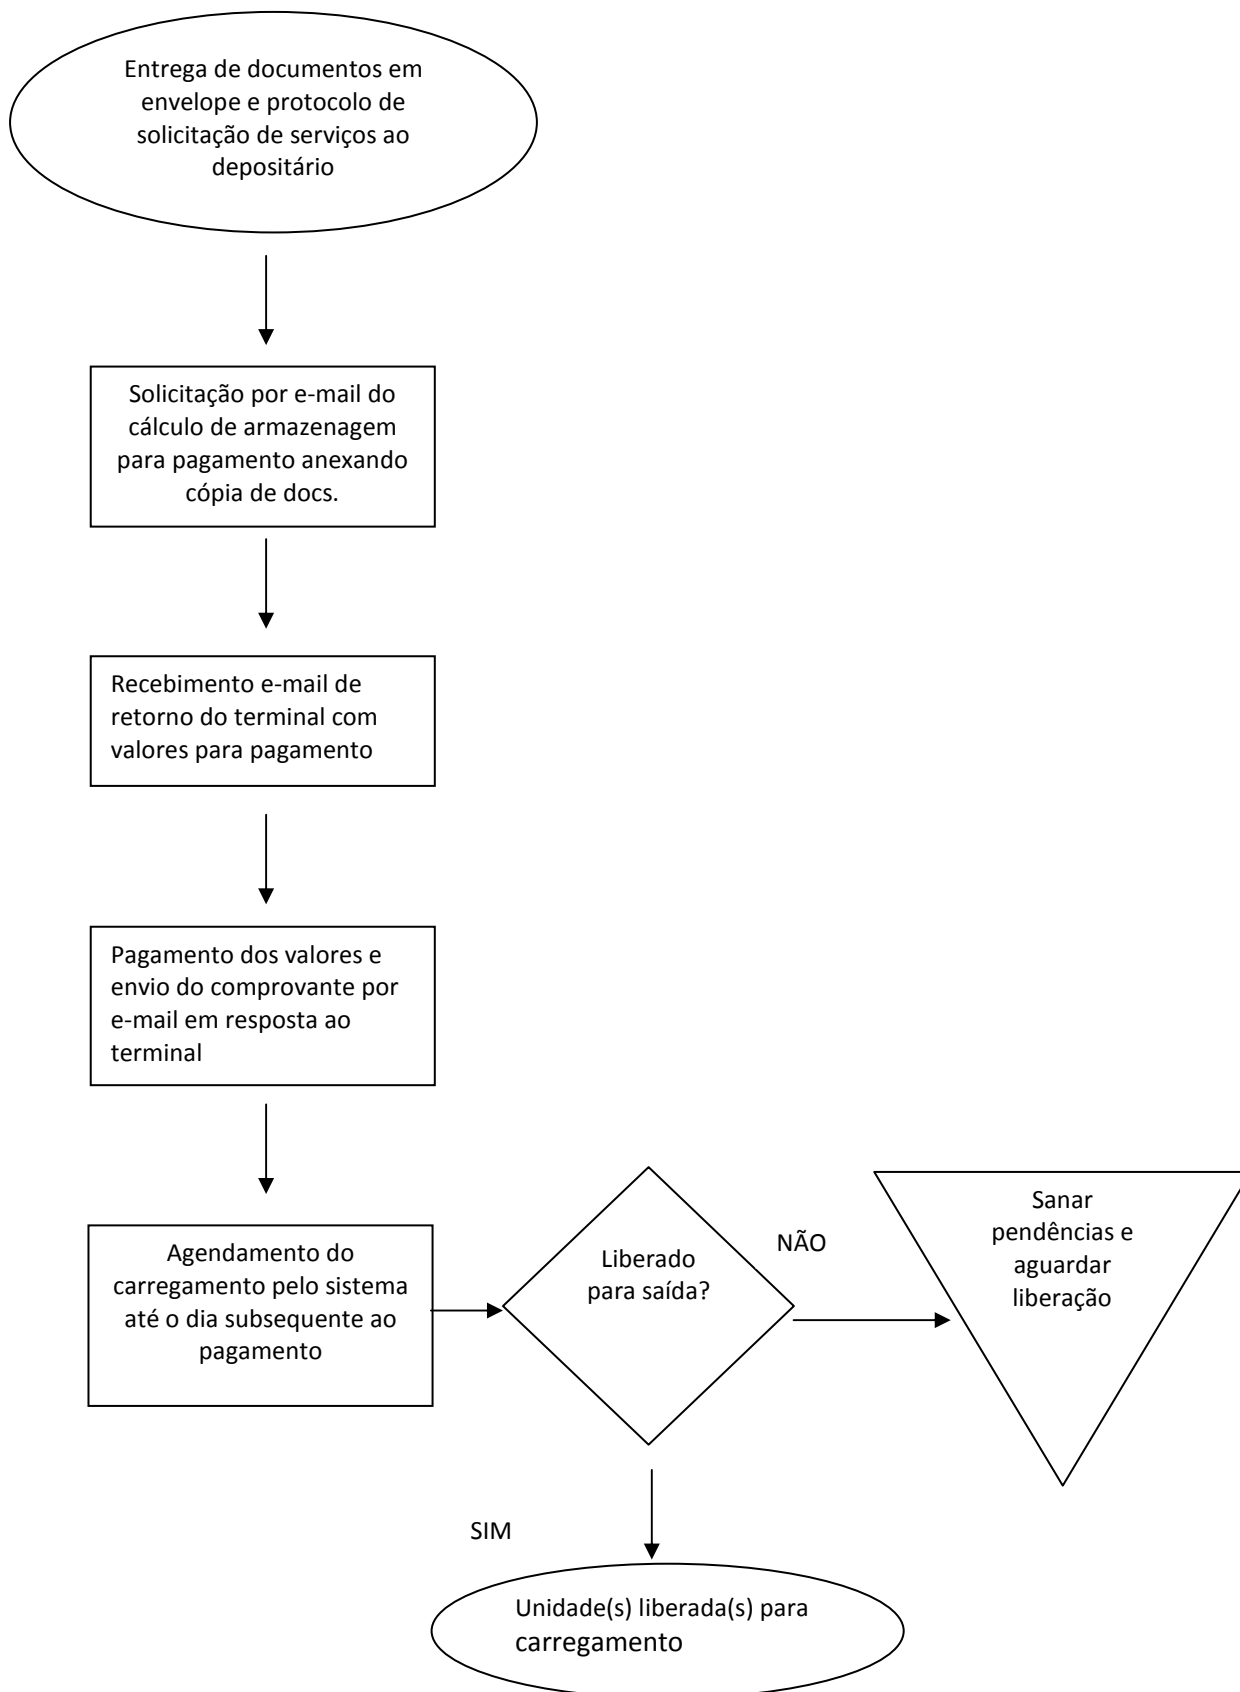 Entrega de documentos em
envelope e protocolo de
solicitação de serviços ao
depositário
Solicitação por e-mail do
cálculo de armazenagem
para pagamento anexando
cópia de docs.
Recebimento e-mail de
retorno do terminal com
valores para pagamento
Pagamento dos valores e
envio do comprovante por
e-mail em resposta ao
terminal
Agendamento do
carregamento pelo sistema
até o dia subsequente ao
pagamento
Liberado
para saída?
NÃO
Sanar
pendências e
aguardar
liberação
SIM
Unidade(s) liberada(s) para
carregamento